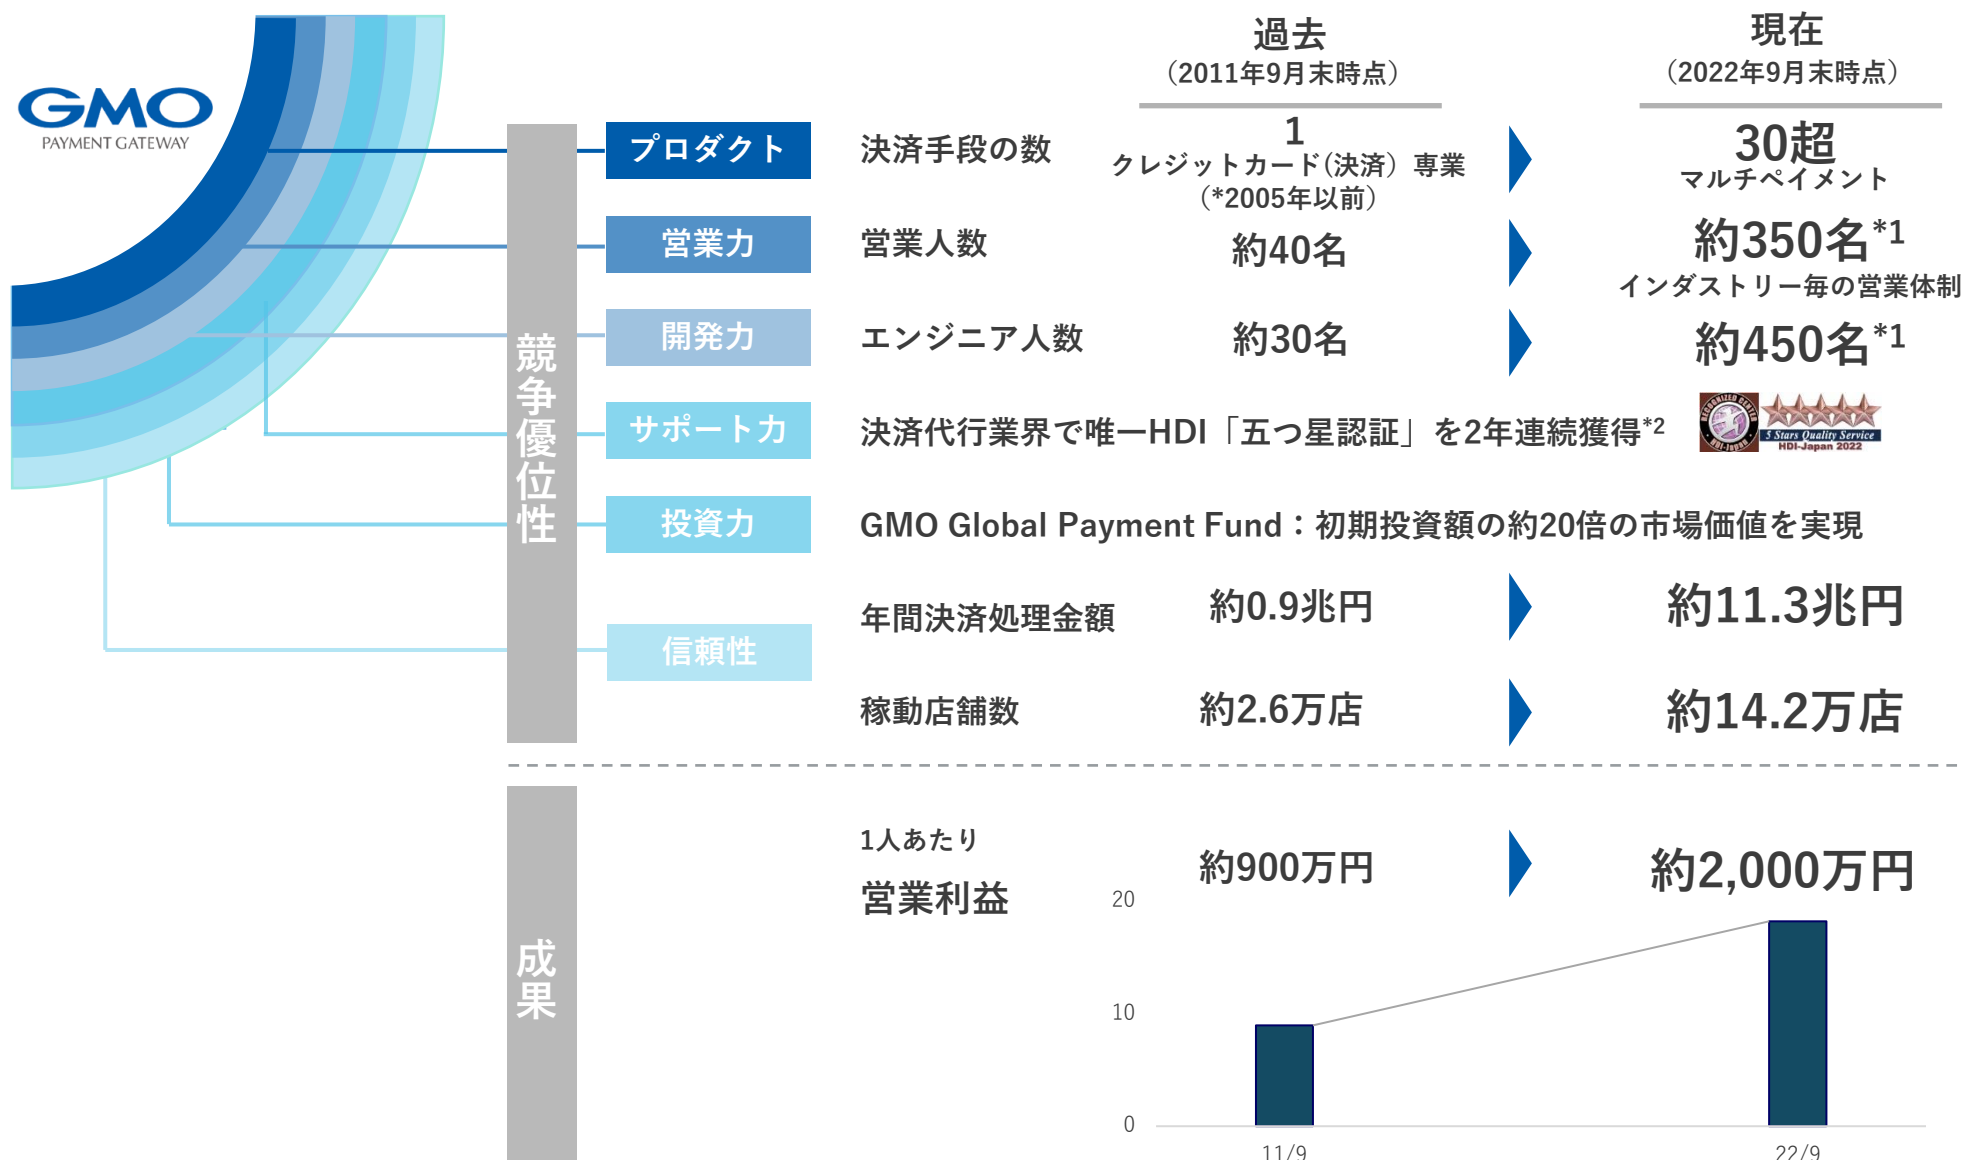 GMO
PAYMENT GATEWAY
過去
（2011年9月末時点）
現在
（2022年9月末時点）
競争優位性
プロダクト
決済手段の数
1
クレジットカード(決済）専業
（*2005年以前）
30超
マルチペイメント
営業力
営業人数
約40名
約350名*1
インダストリー毎の営業体制
開発力
エンジニア人数
約30名
約450名*1
サポート力
決済代行業界で唯一HDI「五つ星認証」を2年連続獲得*2
RECOGNIZED CENTER
HDI-JAPAN
5 Stars Quality Service
HDI-Japan 2022
投資力
GMO Global Payment Fund：初期投資額の約20倍の市場価値を実現
信頼性
年間決済処理金額
約0.9兆円
約11.3兆円
稼動店舗数
約2.6万店
約14.2万店
成果
1人あたり
営業利益
約900万円
約2,000万円
20
10
0
11/9
22/9